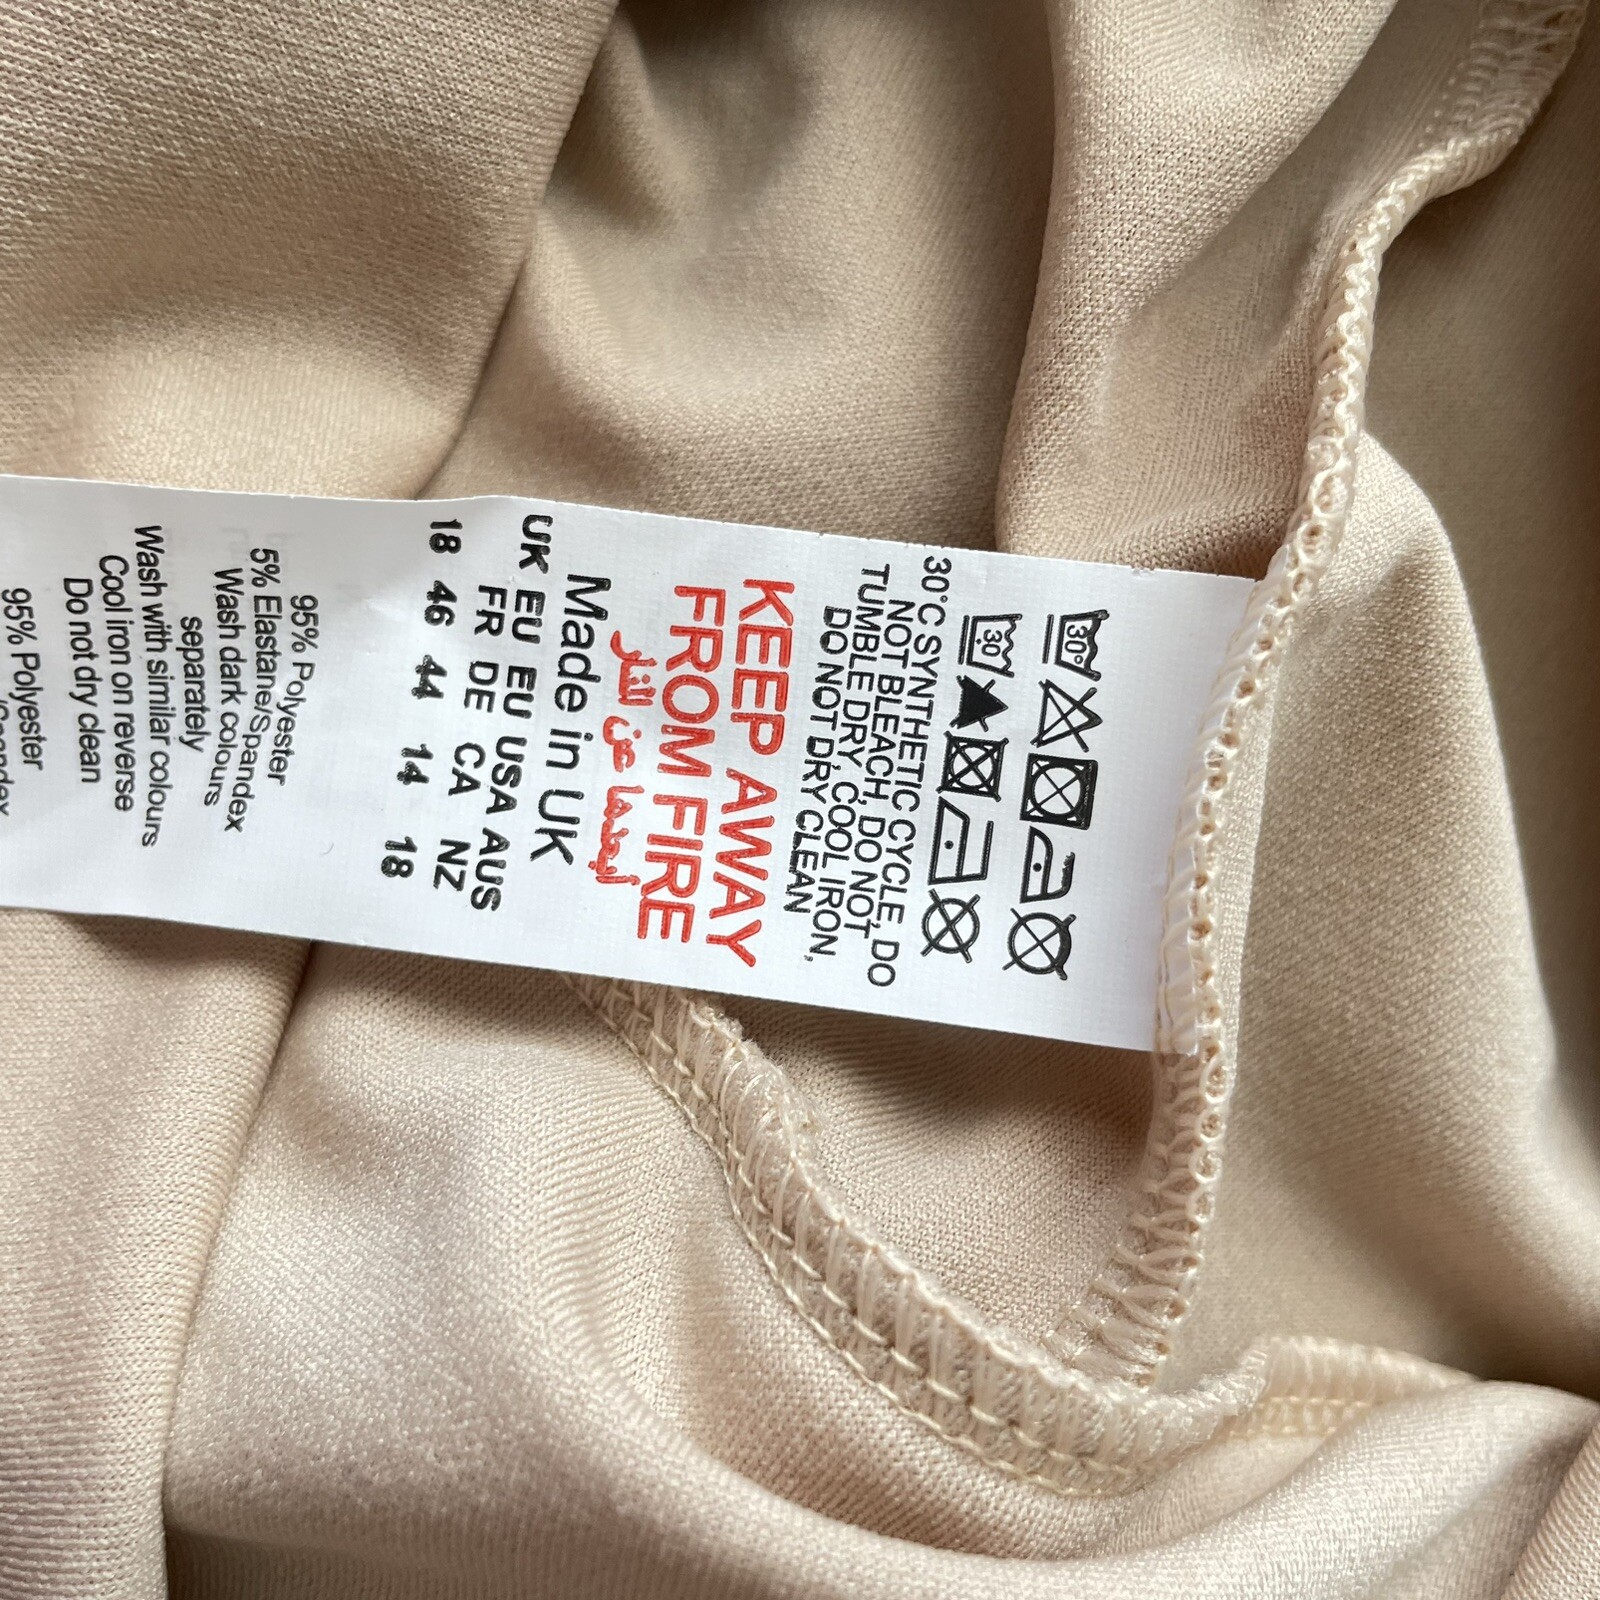 30°
30
30°C SYNTHETIC CYCLE, DO
NOT BLEACH, DO NOT
TUMBLE DRY, COOL IRON,
DO NOT DRY CLEAN
KEEP AWAY
FROM FIRE
أبعدها عن النار
Made in UK
UK EU EU USA AUS
FR DE CA NZ
18 46 44 14 18
95% Polyester
5% Elastane/Spandex
Wash dark colours
separately
Wash with similar colours
Cool iron on reverse
Do not dry clean
95% Polyester